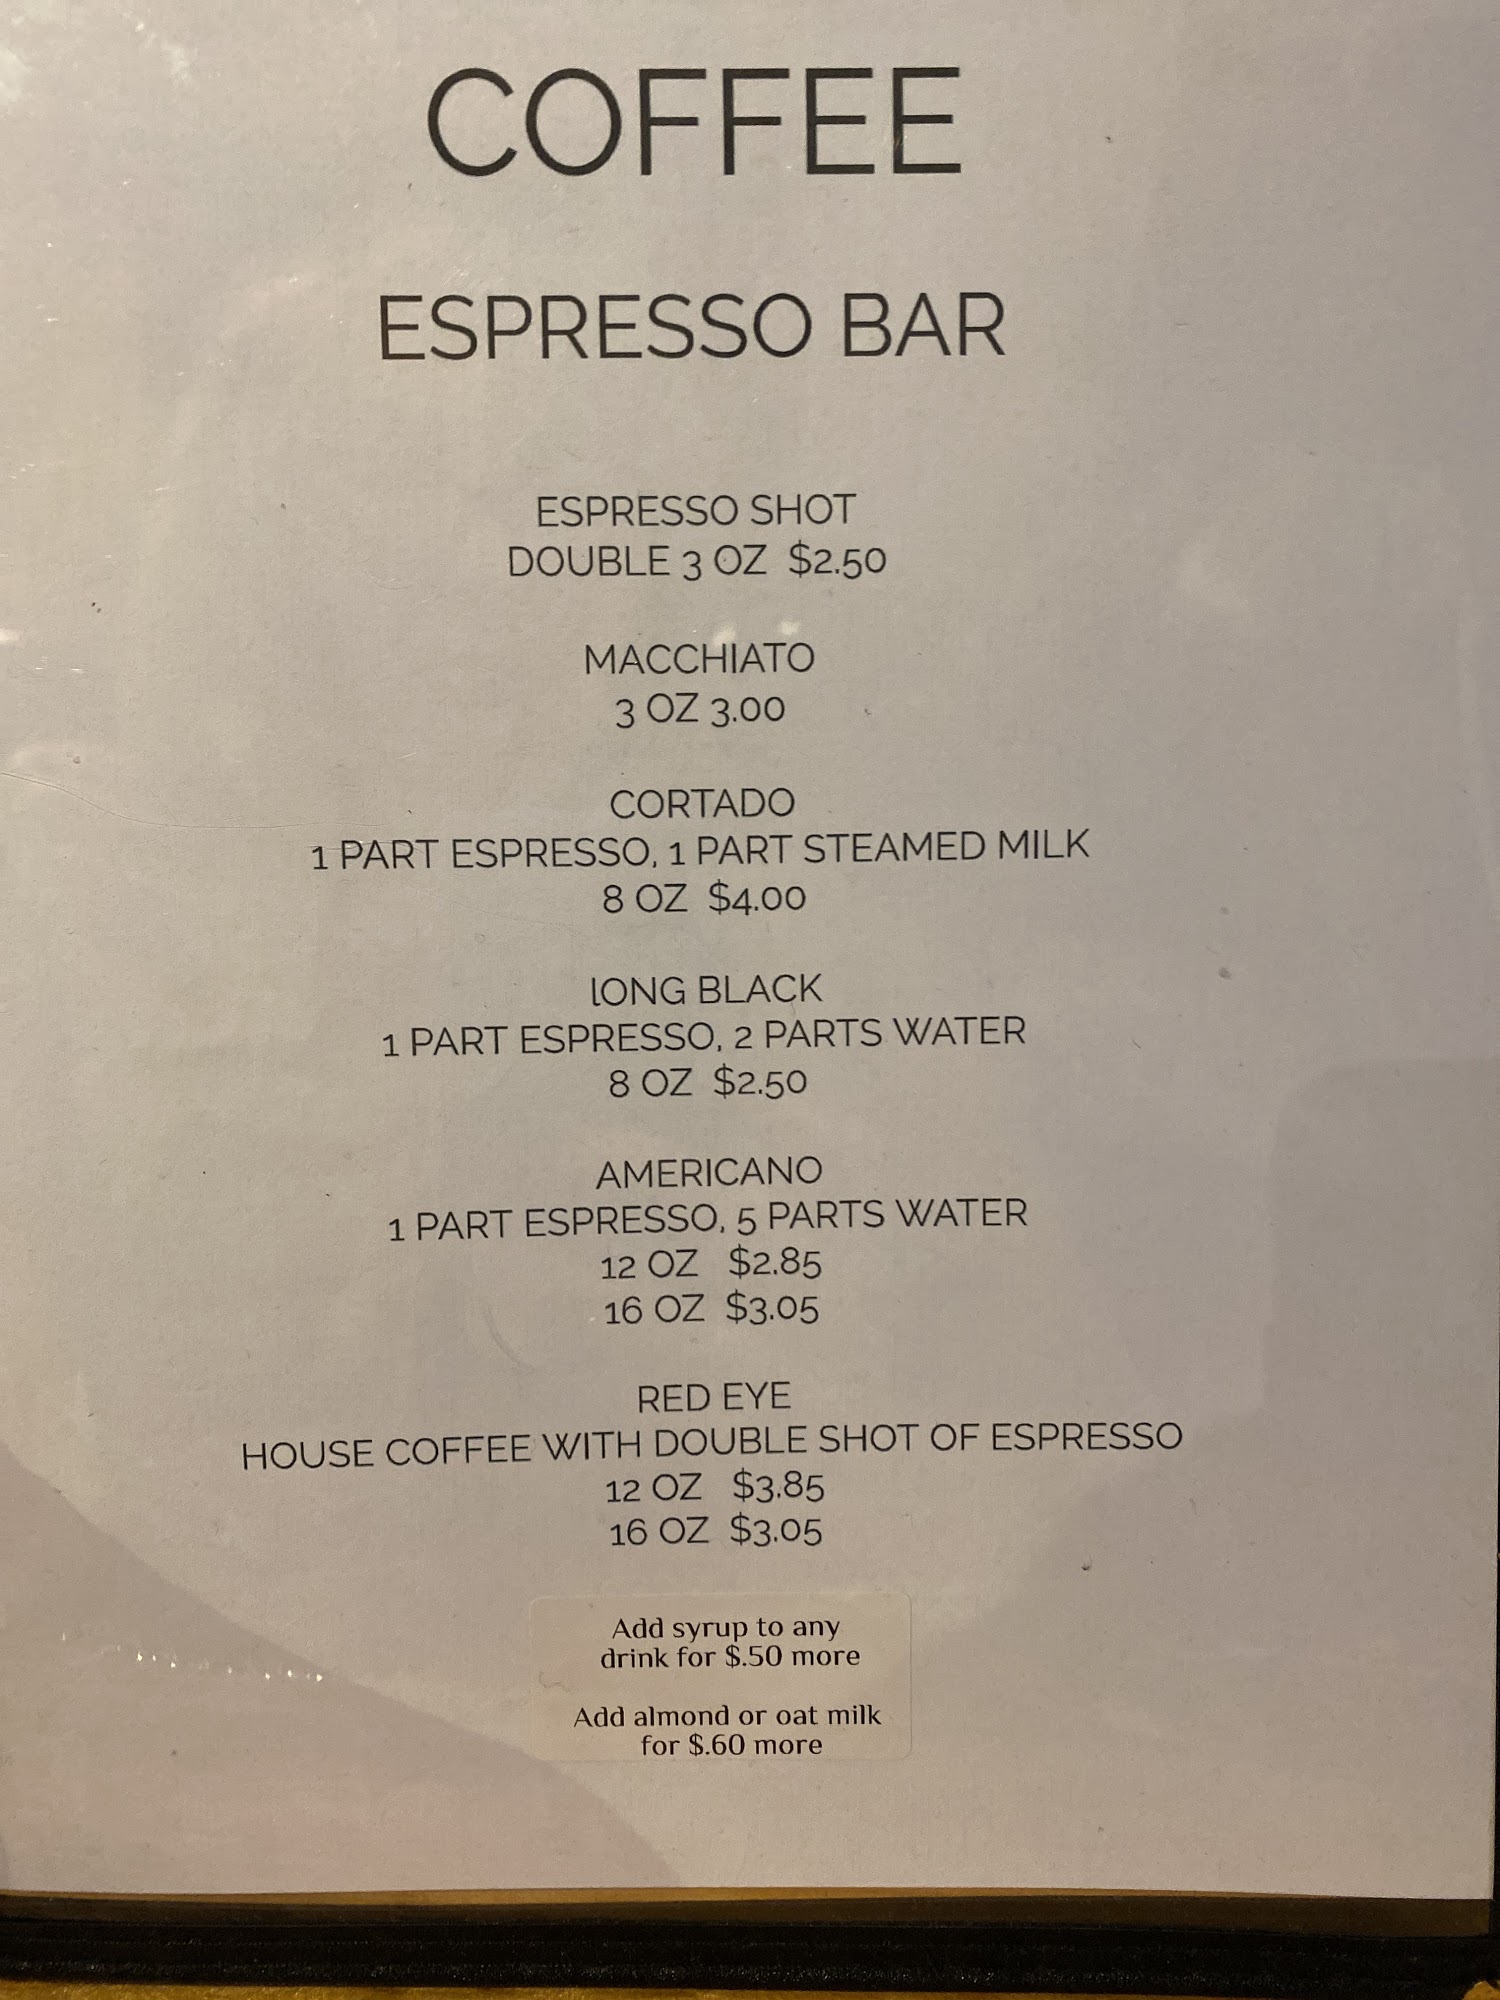 COFFEE
ESPRESSO BAR
ESPRESSO SHOT
DOUBLE 3 OZ $2.50
MACCHIATO
3 OZ 3.00
CORTADO
1 PART ESPRESSO, 1 PART STEAMED MILK
8 OZ $4.00
lONG BLACK
1 PART ESPRESSO, 2 PARTS WATER
8 OZ $2.50
AMERICANO
1 PART ESPRESSO, 5 PARTS WATER
12 OZ $2.85
16 OZ $3.05
RED EYE
HOUSE COFFEE WITH DOUBLE SHOT OF ESPRESSO
12 OZ $3.85
16 OZ $3.05
Add syrup to any
drink for $.50 more
Add almond or oat milk
for $.60 more